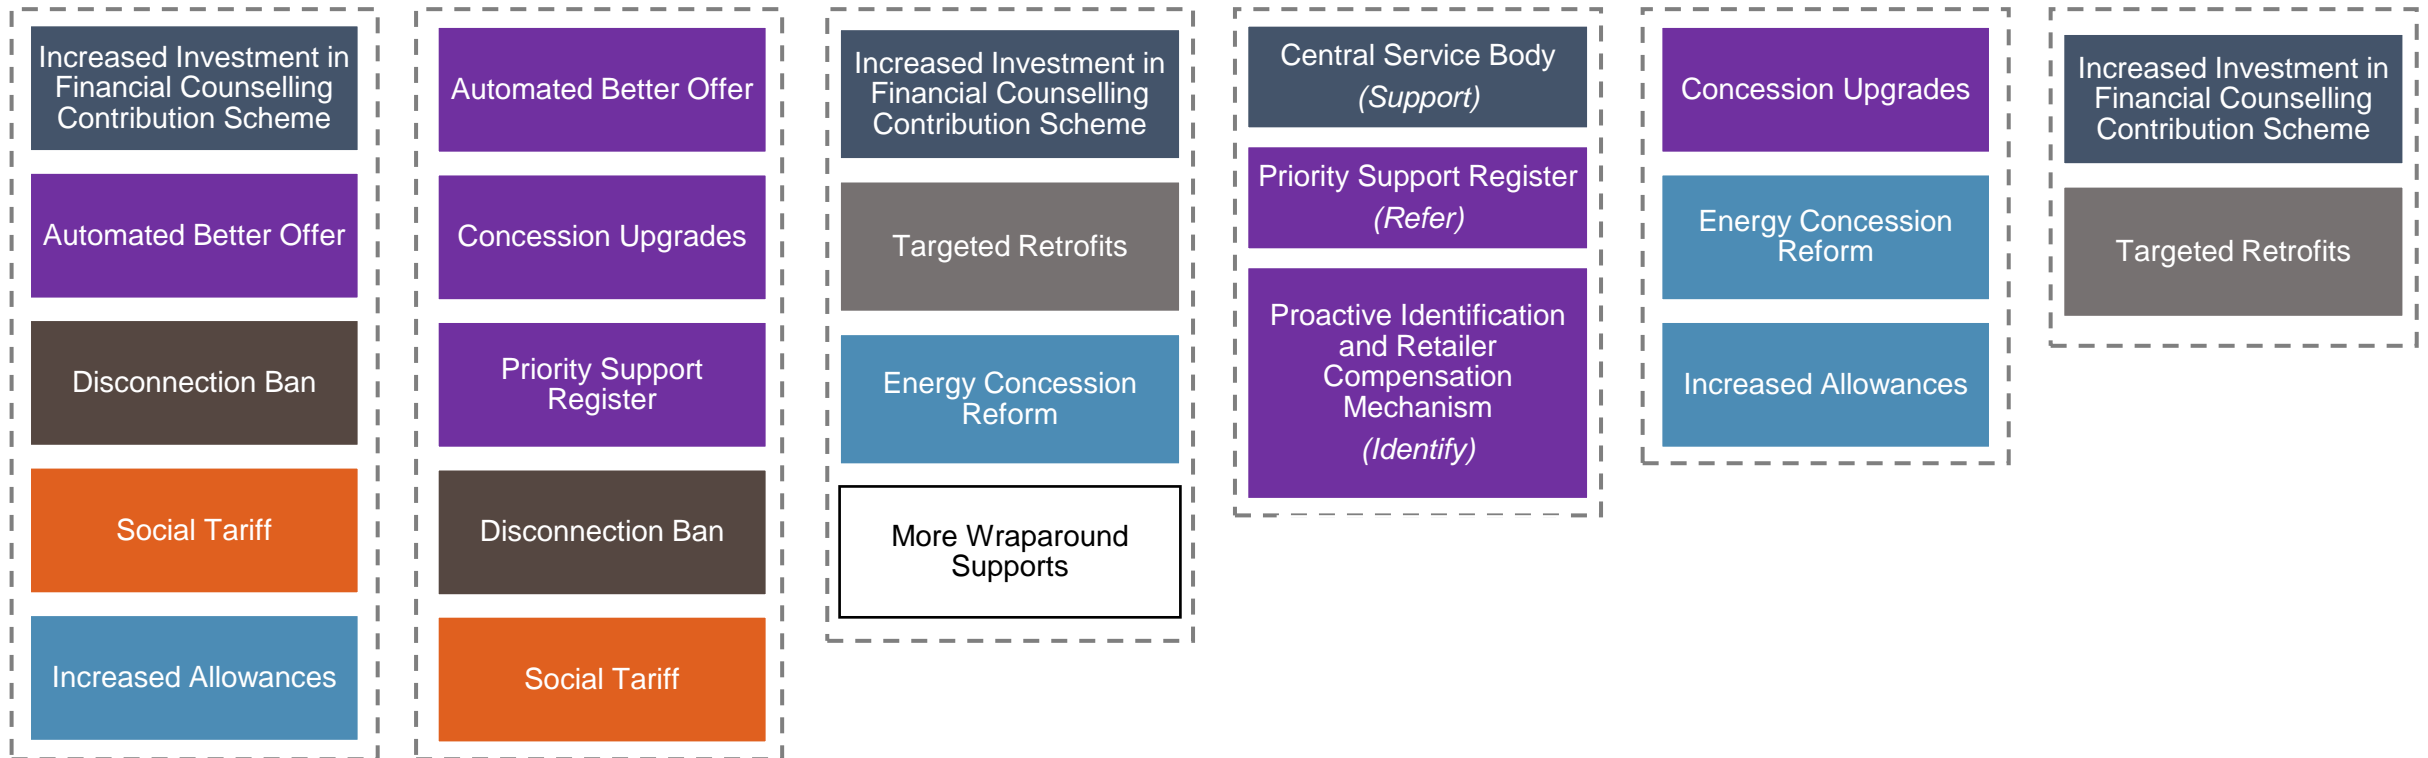 Increased Investment in
Financial Counselling
Contribution Scheme
Automated Better Offer
Disconnection Ban
Social Tariff
Increased Allowances
Automated Better Offer
Concession Upgrades
Priority Support
Register
Disconnection Ban
Social Tariff
Increased Investment in
Financial Counselling
Contribution Scheme
Targeted Retrofits
Energy Concession
Reform
More Wraparound
Supports
Central Service Body
(Support)
Priority Support Register
(Refer)
Proactive Identification
and Retailer
Compensation
Mechanism
(Identify)
Concession Upgrades
Energy Concession
Reform
Increased Allowances
Increased Investment in
Financial Counselling
Contribution Scheme
Targeted Retrofits